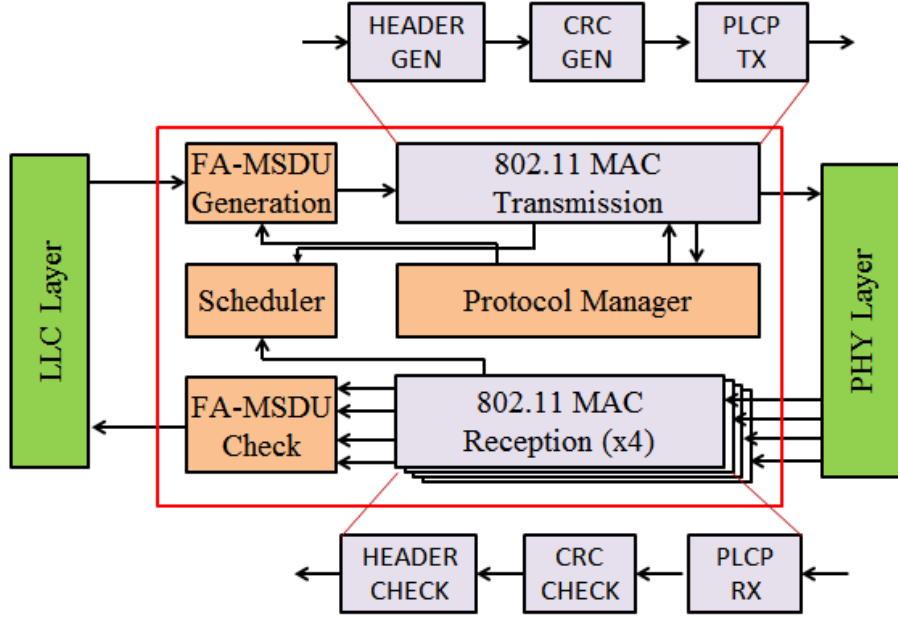 HEADER
GEN
CRC
GEN
PLCP
TX
LLC Layer
FA-MSDU
Generation
802.11 MAC
Transmission
Scheduler
Protocol Manager
FA-MSDU
Check
802.11 MAC
Reception (x4)
PHY Layer
HEADER
CHECK
CRC
CHECK
PLCP
RX